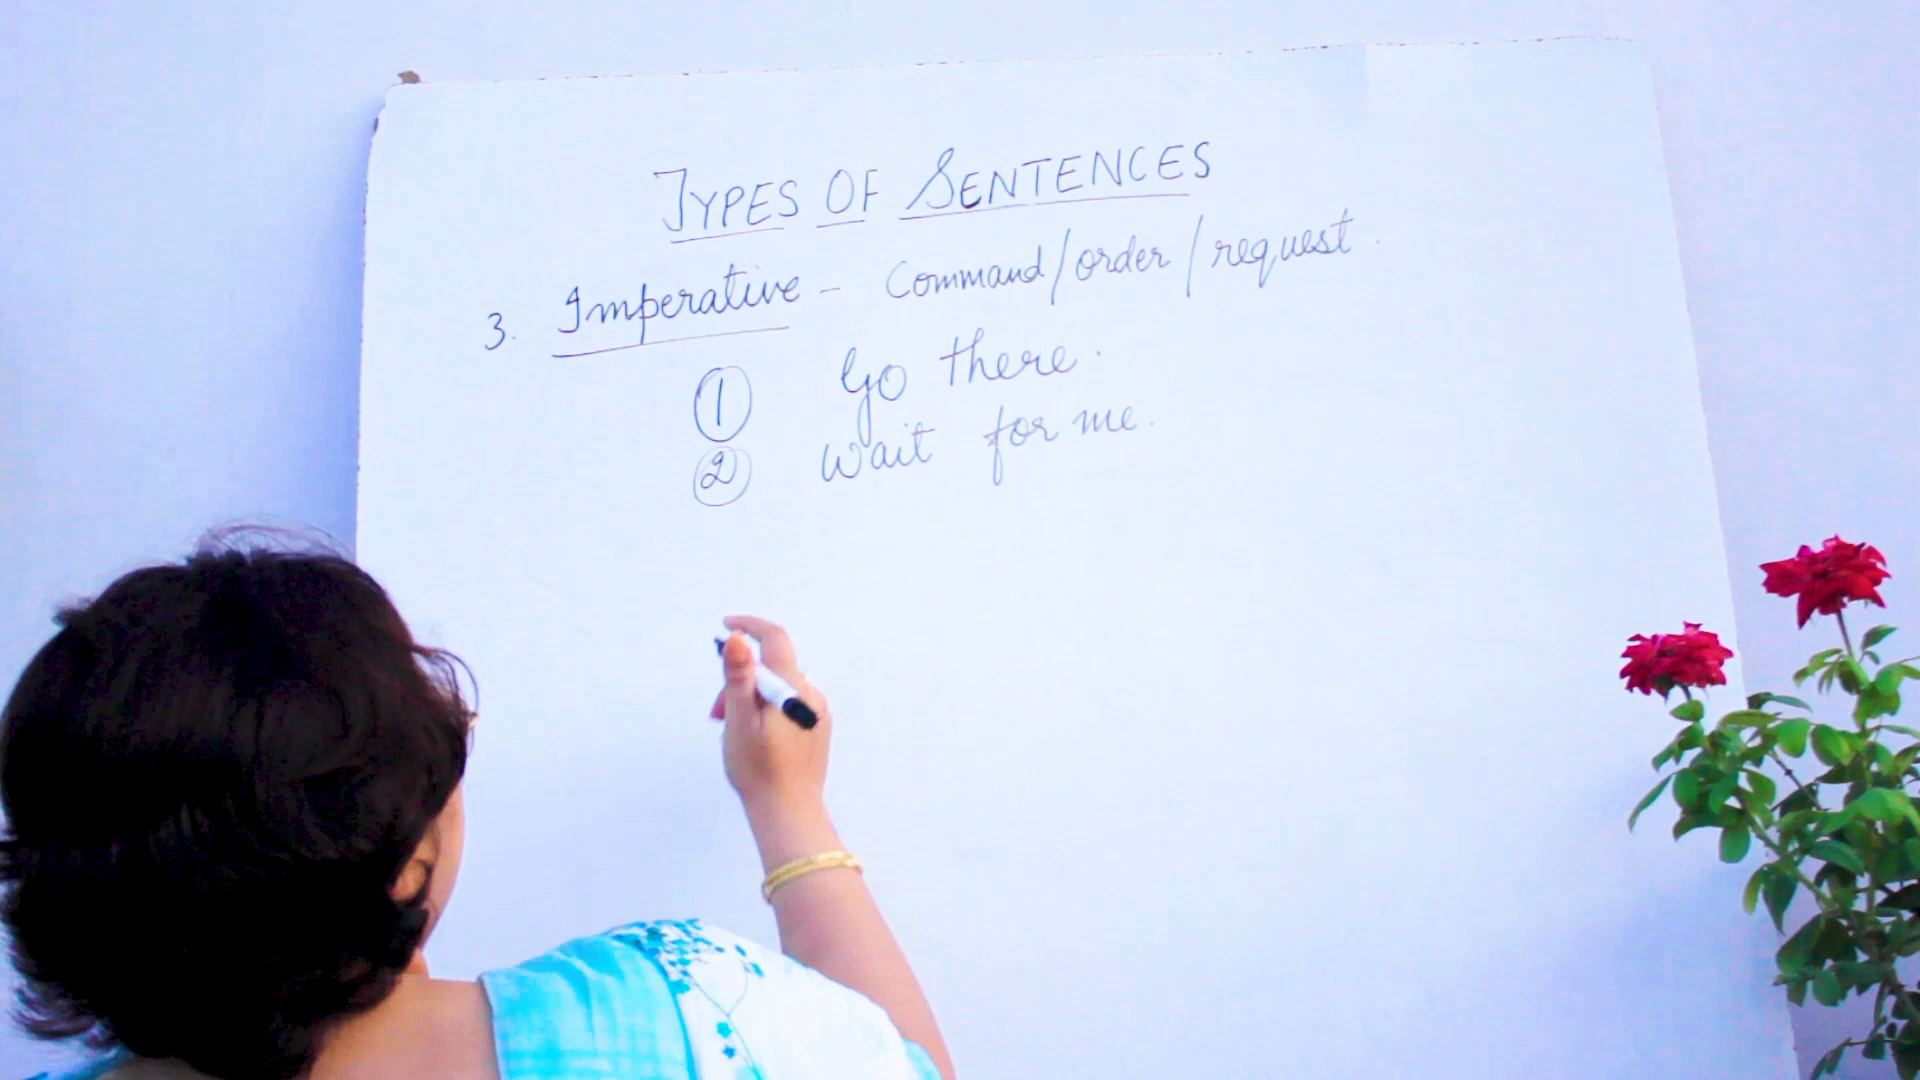 TYPES OF SENTENCES
3. Imperative - Command/order/request.
① Go there.
② Wait for me.